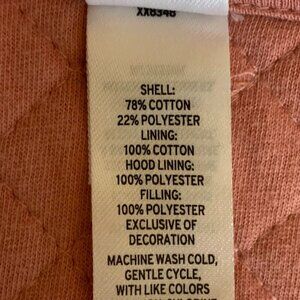 XX8348
SHELL:
78% COTTON
22% POLYESTER
LINING:
100% COTTON
HOOD LINING:
100% POLYESTER
FILLING:
100% POLYESTER
EXCLUSIVE OF
DECORATION
MACHINE WASH COLD,
GENTLE CYCLE,
WITH LIKE COLORS